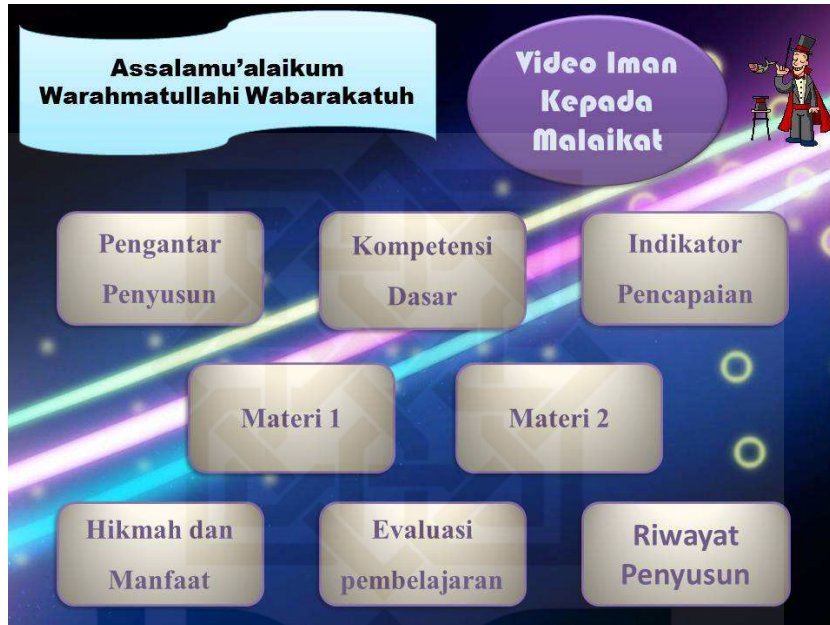 Assalamu’alaikum
Warahmatullahi Wabarakatuh
Video Iman
Kepada
Malaikat
Pengantar
Penyusun
Kompetensi
Dasar
Indikator
Pencapaian
Materi 1
Materi 2
Hikmah dan
Manfaat
Evaluasi
pembelajaran
Riwayat
Penyusun